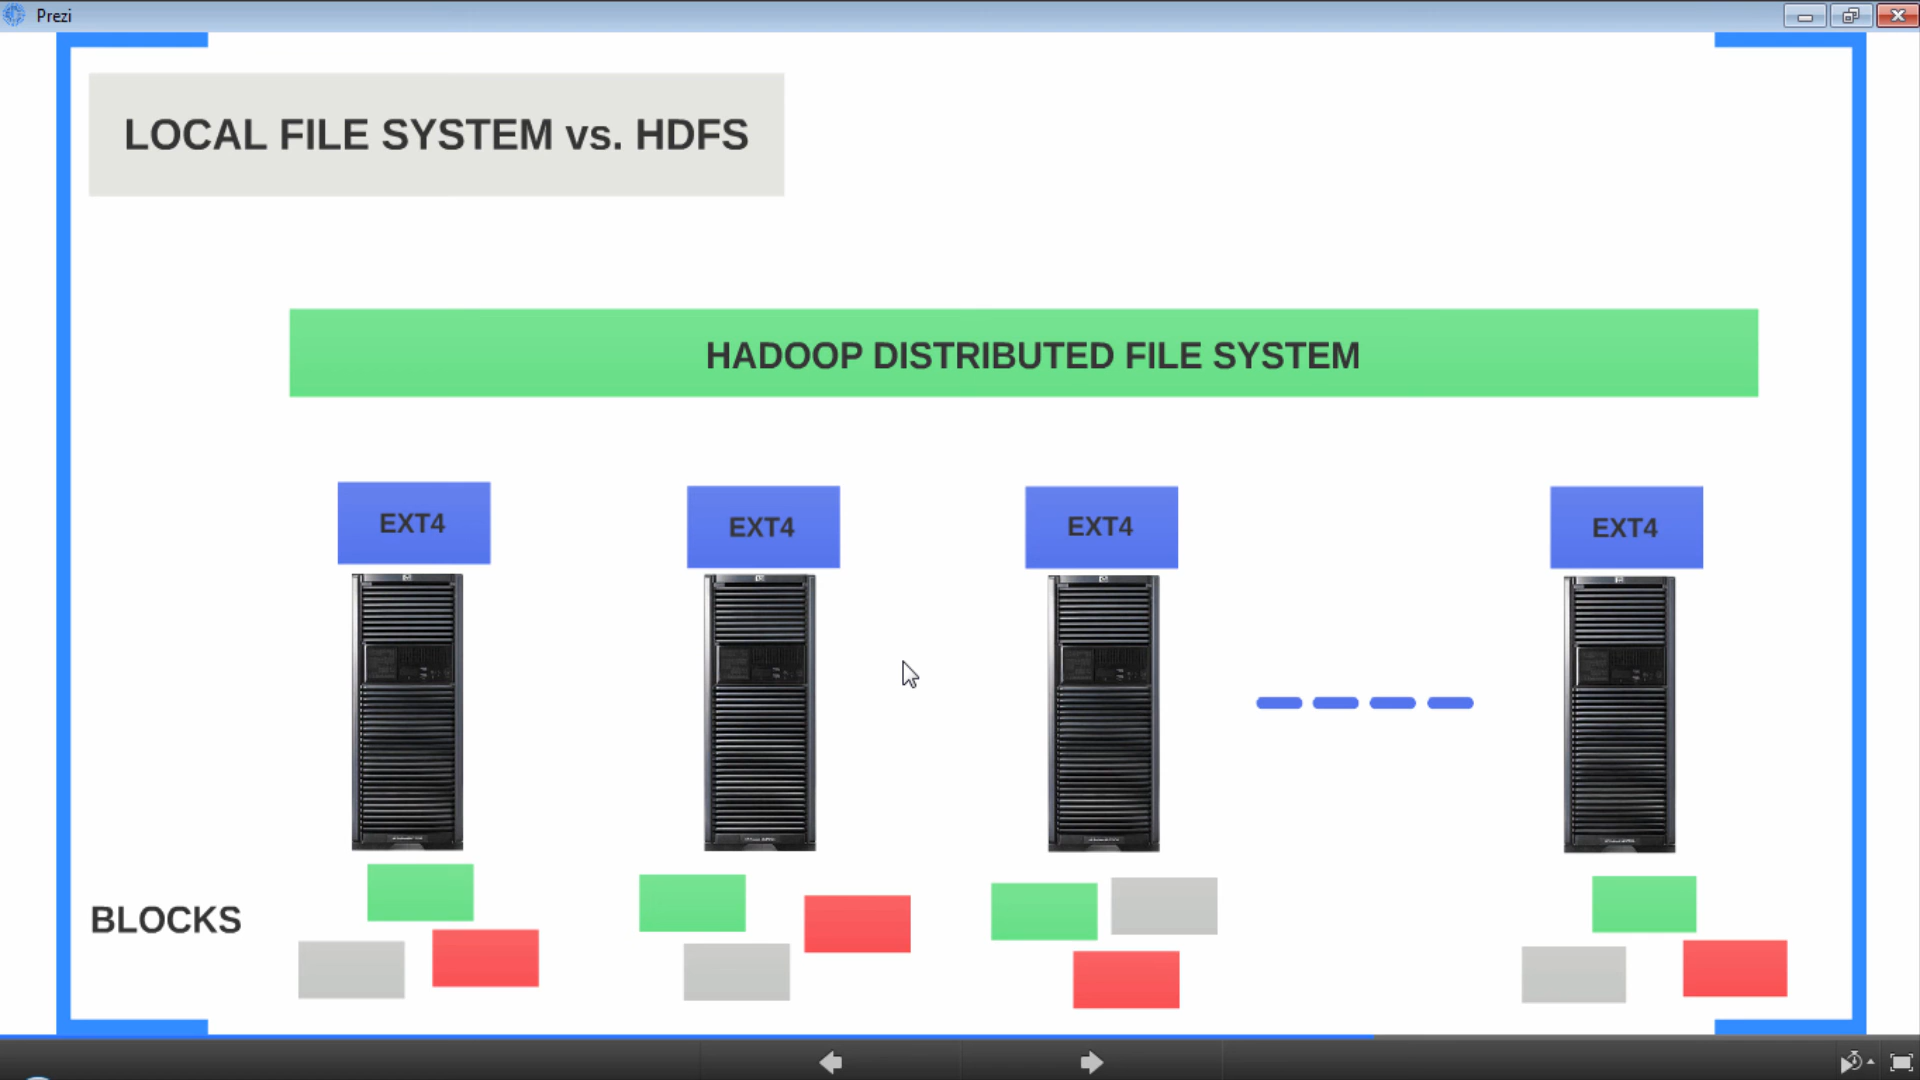 Prezi
LOCAL FILE SYSTEM vs. HDFS
HADOOP DISTRIBUTED FILE SYSTEM
EXT4
EXT4
EXT4
EXT4
BLOCKS